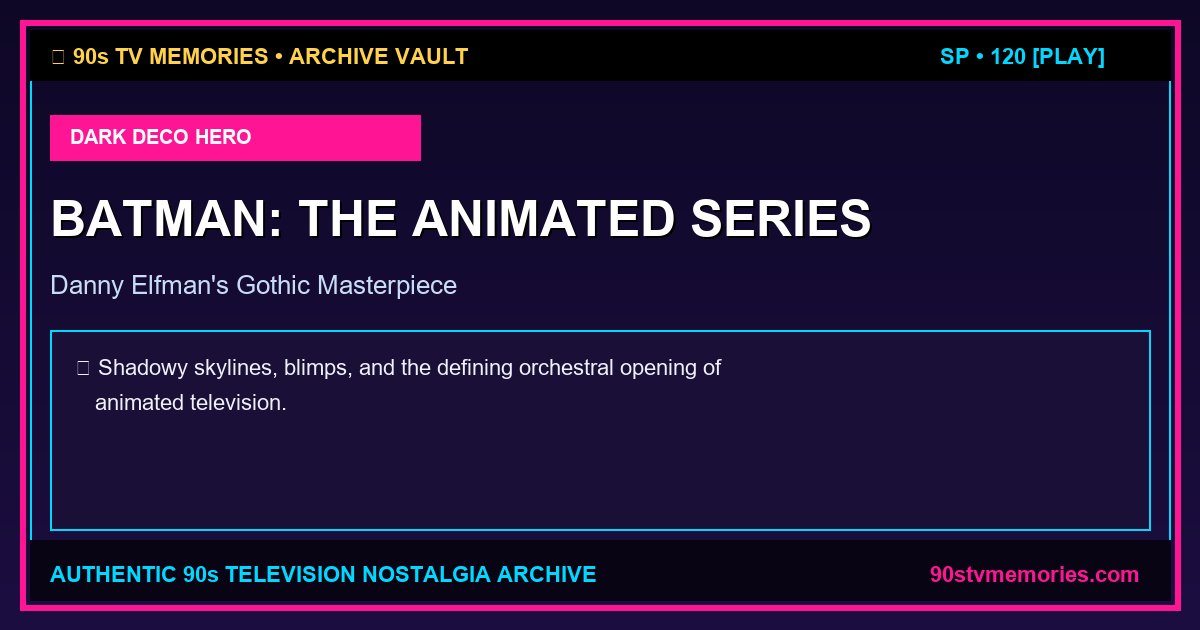 90s TV MEMORIES • ARCHIVE VAULT
SP • 120 [PLAY]
DARK DECO HERO
BATMAN: THE ANIMATED SERIES
Danny Elfman's Gothic Masterpiece
Shadowy skylines, blimps, and the defining orchestral opening of
animated television.
AUTHENTIC 90s TELEVISION NOSTALGIA ARCHIVE
90stvmemories.com